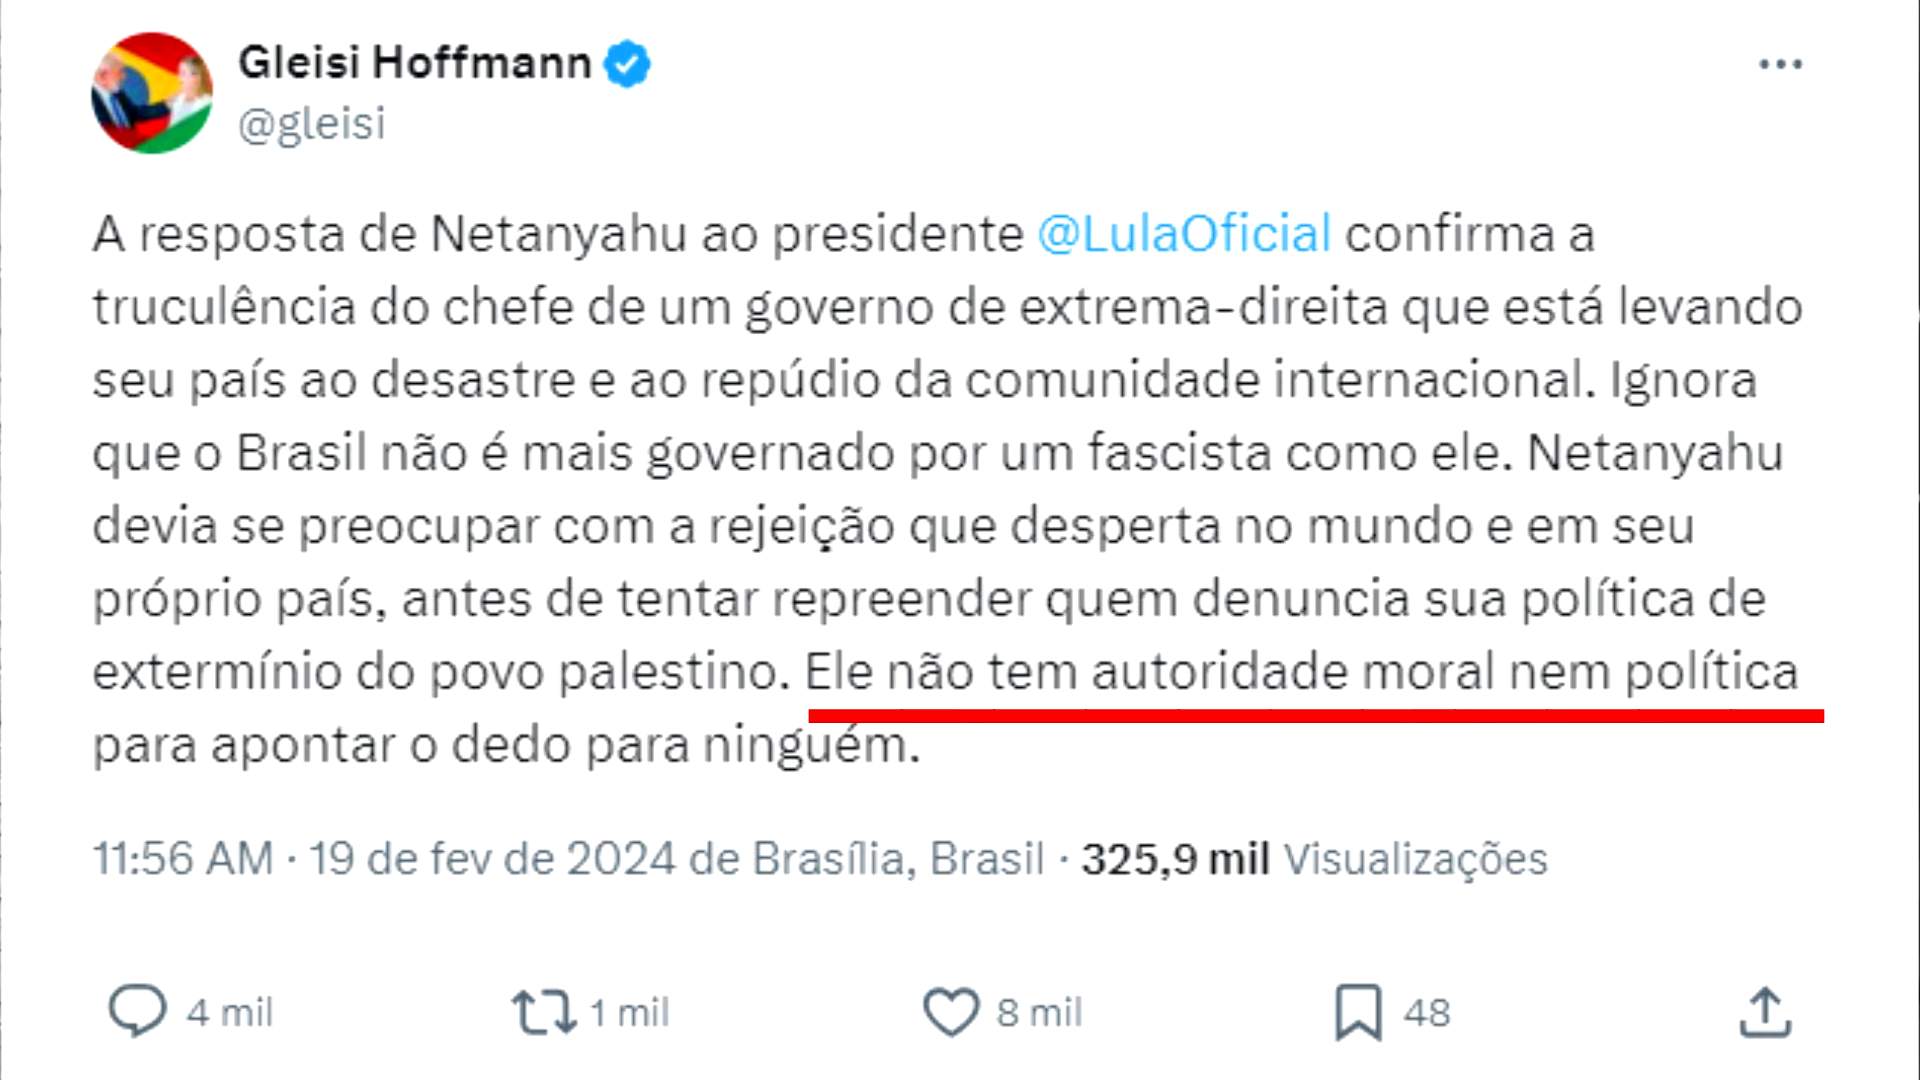 Gleisi Hoffmann
@gleisi
A resposta de Netanyahu ao presidente @LulaOficial confirma a
truculência do chefe de um governo de extrema-direita que está levando
seu país ao desastre e ao repúdio da comunidade internacional. Ignora
que o Brasil não é mais governado por um fascista como ele. Netanyahu
devia se preocupar com a rejeição que desperta no mundo e em seu
próprio país, antes de tentar repreender quem denuncia sua política de
extermínio do povo palestino. Ele não tem autoridade moral nem política
para apontar o dedo para ninguém.
11:56 AM · 19 de fev de 2024 de Brasília, Brasil · 325,9 mil Visualizações
4 mil 1 mil 8 mil 48